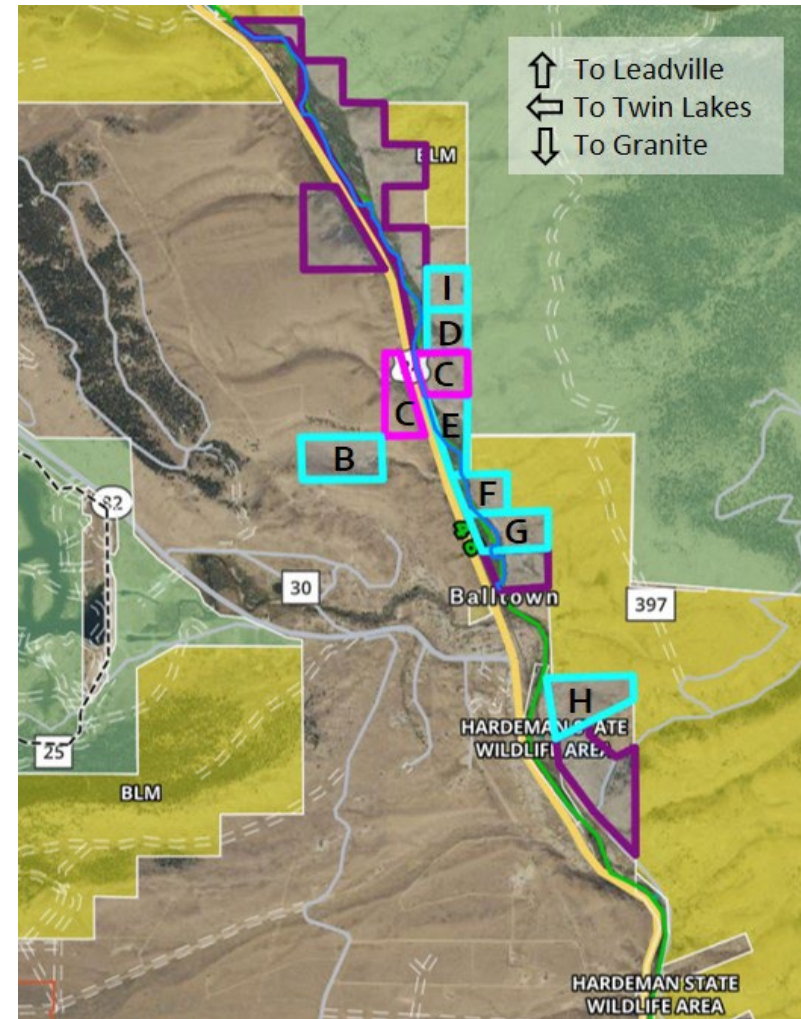 ⇧ To Leadville
⇦ To Twin Lakes
⇩ To Granite
BLM
I
D
C
C
E
B
F
82
G
30
Balltown
397
H
HARDEMAN STATE
WILDLIFE AREA
25
BLM
HARDEMAN STATE
WILDLIFE AREA